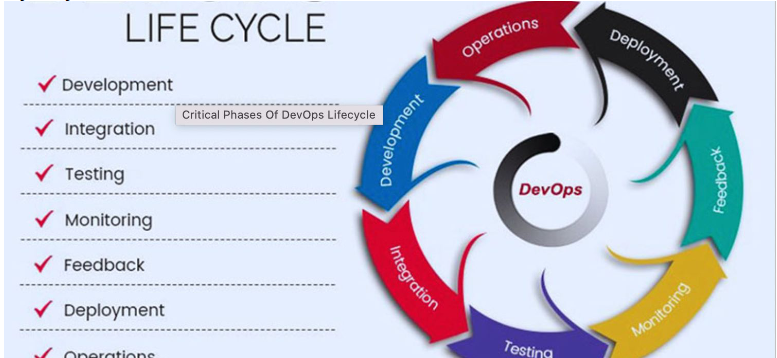 LIFE CYCLE
Development
Critical Phases Of DevOps Lifecycle
Integration
Testing
Monitoring
Feedback
Deployment
Operations
Operations
Deployment
Feedback
Monitoring
Testing
Integration
Development
DevOps